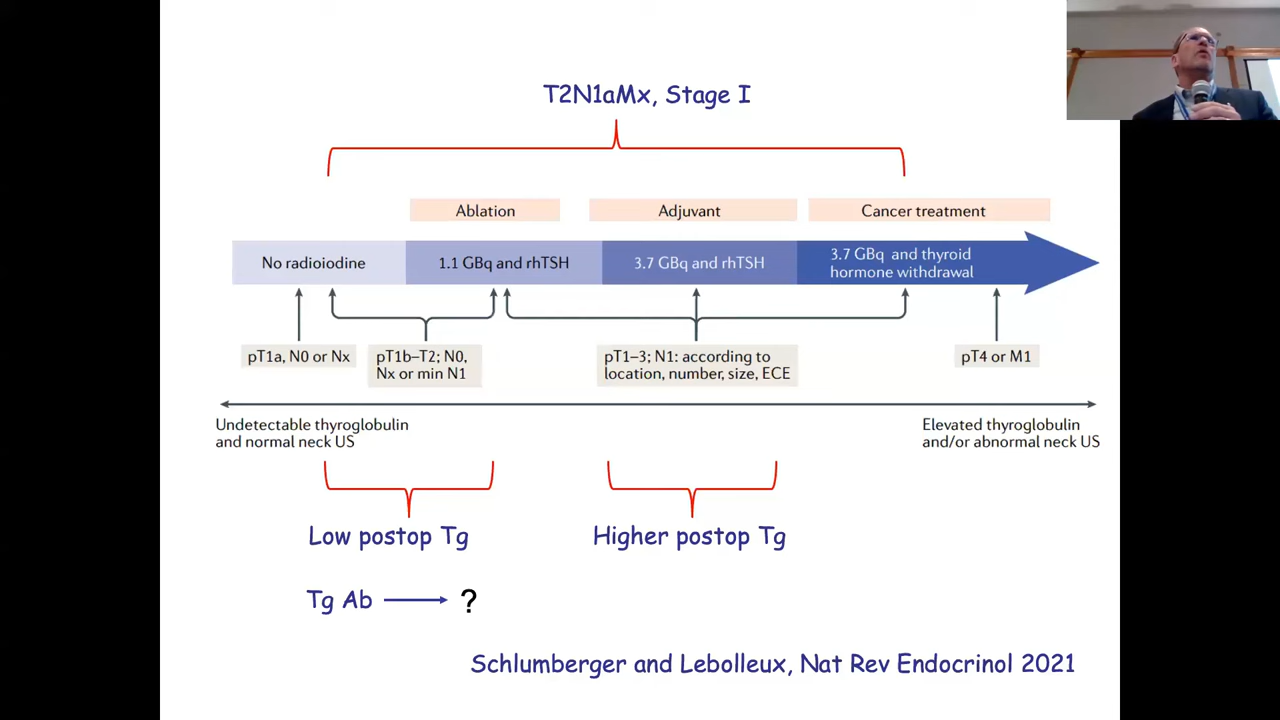 T2N1aMx, Stage I
Ablation
Adjuvant
Cancer treatment
No radioiodine
1.1 GBq and rhTSH
3.7 GBq and rhTSH
3.7 GBq and thyroid
hormone withdrawal
pT1a, N0 or Nx
pT1b–T2; N0,
Nx or min N1
pT1–3; N1: according to
location, number, size, ECE
pT4 or M1
Undetectable thyroglobulin
and normal neck US
Elevated thyroglobulin
and/or abnormal neck US
Low postop Tg
Higher postop Tg
Tg Ab ⟶ ?
Schlumberger and Lebolleux, Nat Rev Endocrinol 2021